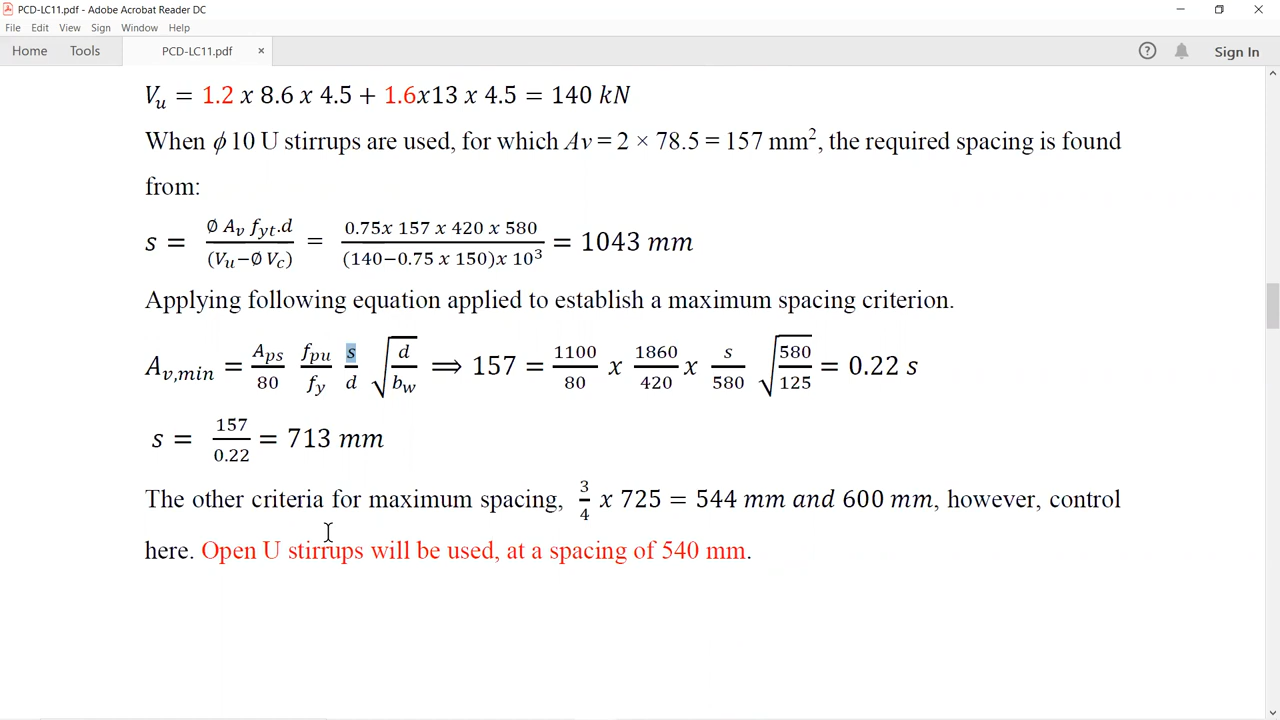 PCD-LC11.pdf - Adobe Acrobat Reader DC
File Edit View Sign Window Help
Home Tools PCD-LC11.pdf × Sign In
V_u = 1.2 x 8.6 x 4.5 + 1.6x13 x 4.5 = 140 kN
When ϕ 10 U stirrups are used, for which Av = 2 × 78.5 = 157 mm², the required spacing is found
from:
s = (Ø A_v f_yt.d)/((V_u−Ø V_c)) = (0.75x 157 x 420 x 580)/((140−0.75 x 150)x 10³) = 1043 mm
Applying following equation applied to establish a maximum spacing criterion.
A_v,min = A_ps/80 f_pu/f_y s/d √(d/b_w) ⟹ 157 = 1100/80 x 1860/420 x s/580 √(580/125) = 0.22 s
s = 157/0.22 = 713 mm
The other criteria for maximum spacing, 3/4 x 725 = 544 mm and 600 mm, however, control
here. Open U stirrups will be used, at a spacing of 540 mm.